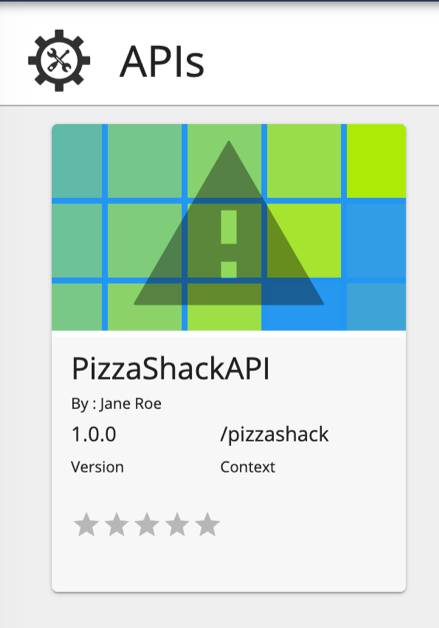 APIs
PizzaShackAPI
By : Jane Roe
1.0.0 /pizzashack
Version Context